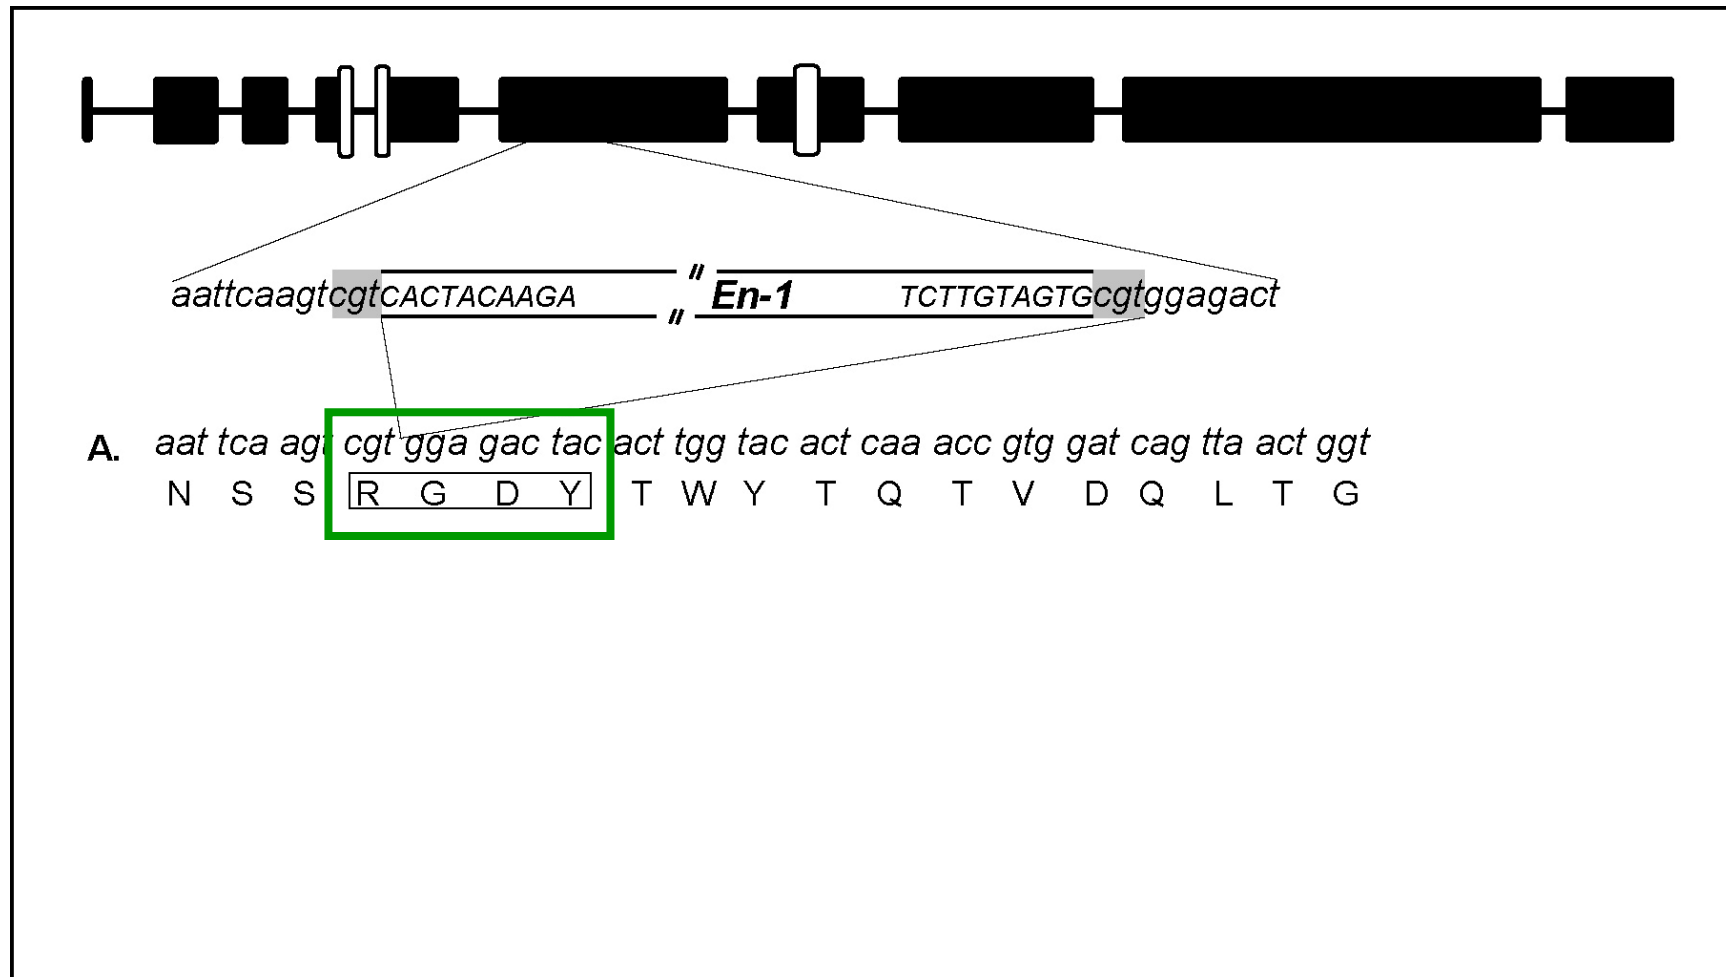 aattcaagtcgtCACTACAAGA // En-1 // TCTTGTAGTGcgtggagact
A. aat tca agt cgt gga gac tac act tgg tac act caa acc gtg gat cag tta act ggt
N S S R G D Y T W Y T Q T V D Q L T G